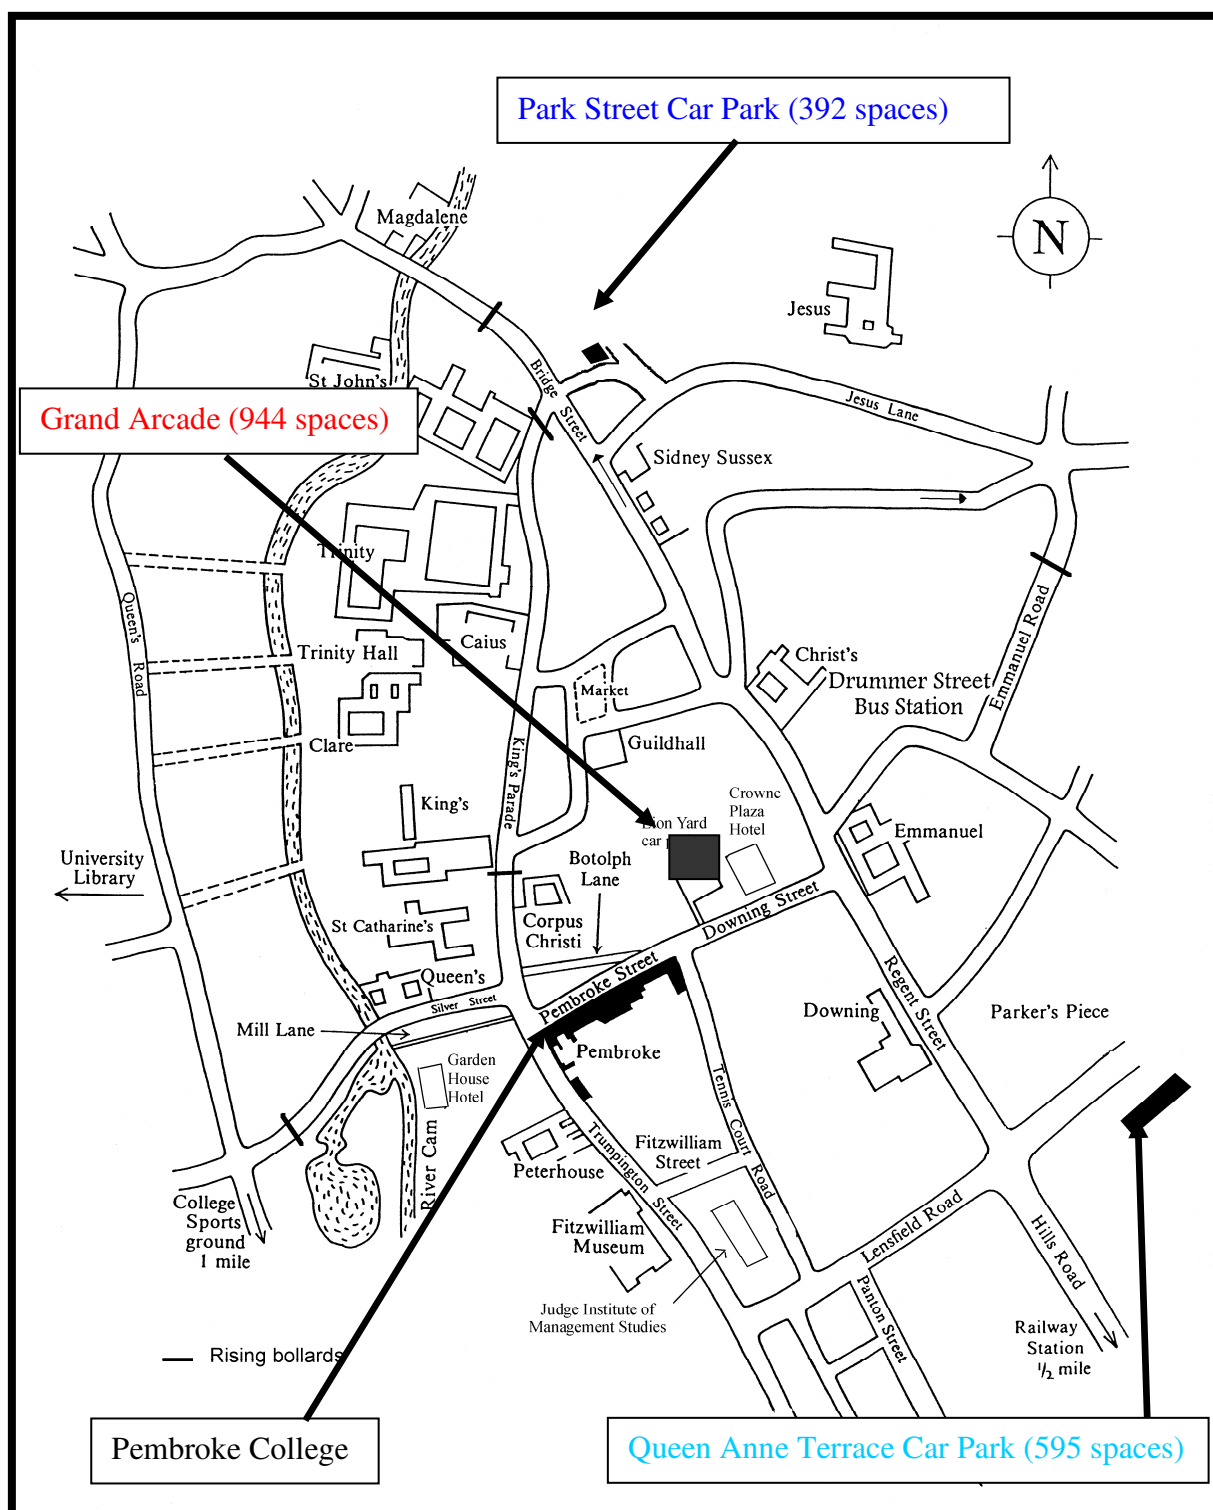 Park Street Car Park (392 spaces)
Magdalene
N
Jesus
St John's
Bridge Street
Jesus Lane
Grand Arcade (944 spaces)
Sidney Sussex
Trinity
Queen's Road
Emmanuel Road
Trinity Hall
Caius
Christ's
Drummer Street
Bus Station
Market
Clare
King's Parade
Guildhall
King's
Crowne
Plaza
Hotel
Lion Yard
car
Emmanuel
University
Library
Botolph
Lane
St Catharine's
Corpus
Christi
Downing Street
Queen's
Pembroke Street
Regent Street
Silver Street
Mill Lane
Downing
Parker's Piece
Pembroke
Garden
House
Hotel
Tennis Court Road
River Cam
Peterhouse
Trumpington Street
Fitzwilliam
Street
College
Sports
ground
1 mile
Fitzwilliam
Museum
Lensfield Road
Hills Road
Judge Institute of
Management Studies
Panton Street
Railway
Station
1/2 mile
Rising bollards
Pembroke College
Queen Anne Terrace Car Park (595 spaces)